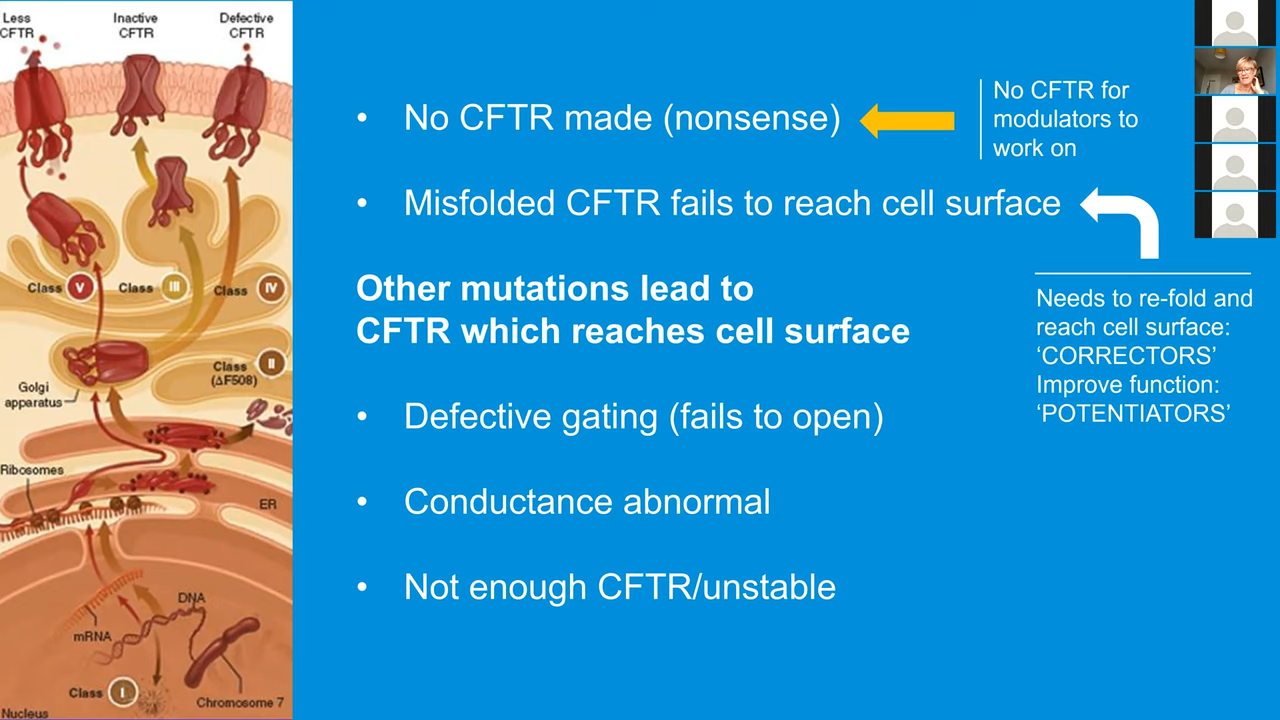 Less
CFTR
Inactive
CFTR
Defective
CFTR
Class V
Class III
Class IV
Class II
(ΔF508)
Golgi
apparatus
Ribosomes
ER
DNA
mRNA
Class I
Chromosome 7
Nucleus
• No CFTR made (nonsense)
No CFTR for
modulators to
work on
• Misfolded CFTR fails to reach cell surface
Needs to re-fold and
reach cell surface:
‘CORRECTORS’
Improve function:
‘POTENTIATORS’
Other mutations lead to
CFTR which reaches cell surface
• Defective gating (fails to open)
• Conductance abnormal
• Not enough CFTR/unstable